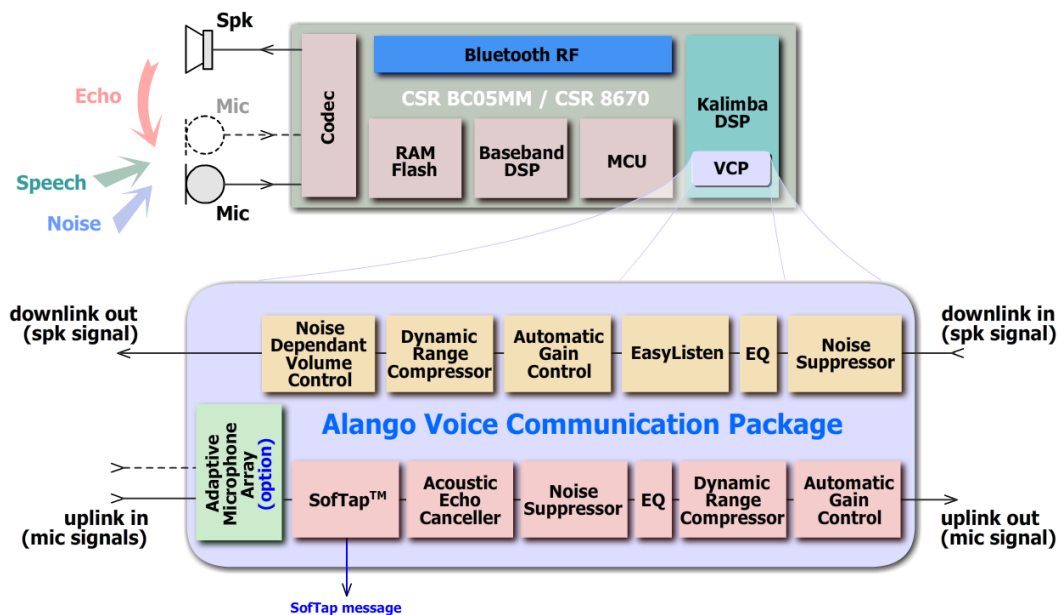 Spk
Echo
Mic
Speech
Noise
Mic
Codec
Bluetooth RF
CSR BC05MM / CSR 8670
RAM
Flash
Baseband
DSP
MCU
Kalimba
DSP
VCP
downlink out
(spk signal)
downlink in
(spk signal)
Noise
Dependant
Volume
Control
Dynamic
Range
Compressor
Automatic
Gain
Control
EasyListen
EQ
Noise
Suppressor
Alango Voice Communication Package
Adaptive
Microphone
Array
(option)
uplink in
(mic signals)
SofTap™
Acoustic
Echo
Canceller
Noise
Suppressor
EQ
Dynamic
Range
Compressor
Automatic
Gain
Control
uplink out
(mic signal)
SofTap message